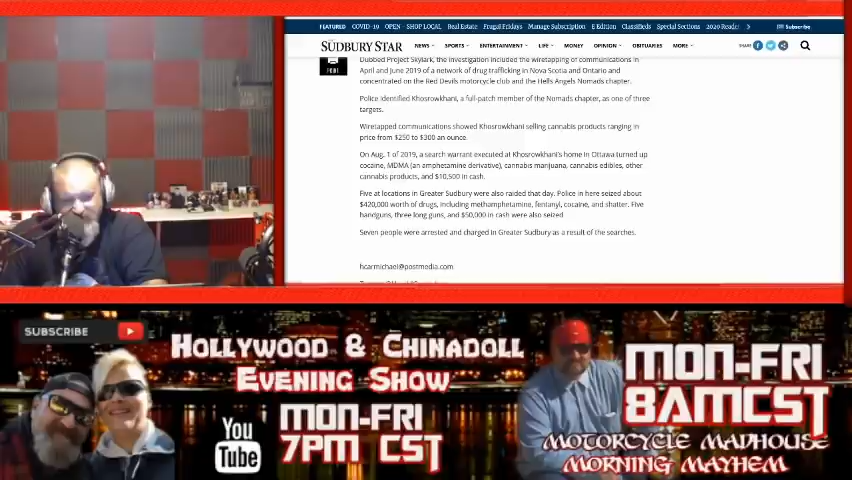 FEATURED COVID-19 OPEN - SHOP LOCAL Real Estate Frugal Fridays Manage Subscription E Edition Classifieds Special Sections 2020 Reader Subscribe
SUDBURY STAR
NEWS SPORTS ENTERTAINMENT LIFE MONEY OPINION OBITUARIES MORE SHARE
PRINT
Dubbed Project Skylark, the investigation included the wiretapping of communications in
April and June 2019 of a network of drug trafficking in Nova Scotia and Ontario and
concentrated on the Red Devils motorcycle club and the Hells Angels Nomads chapter.
Police identified Khosrowkhani, a full-patch member of the Nomads chapter, as one of three
targets.
Wiretapped communications showed Khosrowkhani selling cannabis products ranging in
price from $250 to $300 an ounce.
On Aug. 1 of 2019, a search warrant executed at Khosrowkhani's home in Ottawa turned up
cocaine, MDMA (an amphetamine derivative), cannabis marijuana, cannabis edibles, other
cannabis products, and $10,500 in cash.
Five at locations in Greater Sudbury were also raided that day. Police in here seized about
$420,000 worth of drugs, including methamphetamine, fentanyl, cocaine, and shatter. Five
handguns, three long guns, and $50,000 in cash were also seized
Seven people were arrested and charged in Greater Sudbury as a result of the searches.
hcarmichael@postmedia.com
SUBSCRIBE
HOLLYWOOD & CHINADOLL
EVENING SHOW
You
Tube
MON-FRI
7PM CST
MON-FRI
8AMCST
MOTORCYCLE MADHOUSE
MORNING MAYHEM